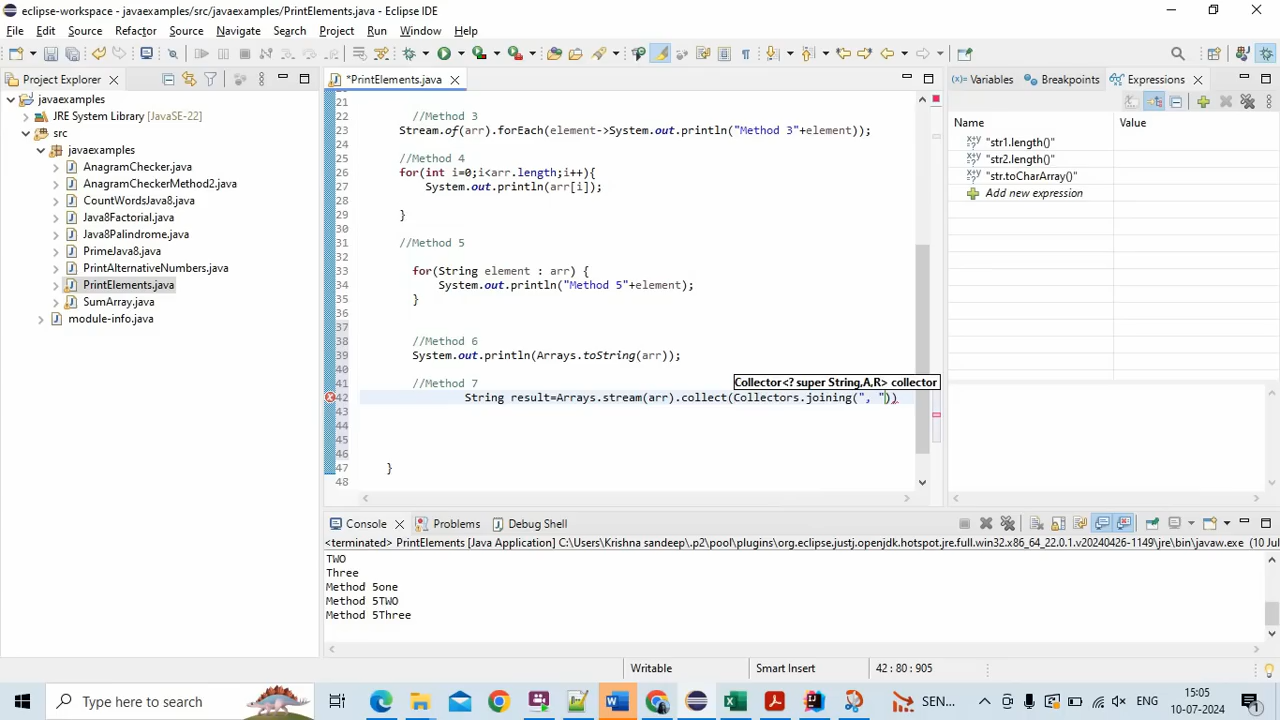 eclipse-workspace - javaexamples/src/javaexamples/PrintElements.java - Eclipse IDE
File Edit Source Refactor Source Navigate Search Project Run Window Help
Project Explorer
javaexamples
JRE System Library [JavaSE-22]
src
javaexamples
AnagramChecker.java
AnagramCheckerMethod2.java
CountWordsJava8.java
Java8Factorial.java
Java8Palindrome.java
PrimeJava8.java
PrintAlternativeNumbers.java
PrintElements.java
SumArray.java
module-info.java
*PrintElements.java
21
22 //Method 3
23 Stream.of(arr).forEach(element->System.out.println("Method 3"+element));
24
25 //Method 4
26 for(int i=0;i<arr.length;i++){
27 System.out.println(arr[i]);
28
29 }
30
31 //Method 5
32
33 for(String element : arr) {
34 System.out.println("Method 5"+element);
35 }
36
37
38 //Method 6
39 System.out.println(Arrays.toString(arr));
40
41 //Method 7
Collector<? super String,A,R> collector
42 String result=Arrays.stream(arr).collect(Collectors.joining(", "))
43
44
45
46
47 }
48
Variables Breakpoints Expressions
Name Value
"str1.length()"
"str2.length()"
"str.toCharArray()"
Add new expression
Console Problems Debug Shell
<terminated> PrintElements [Java Application] C:\Users\Krishna sandeep\.p2\pool\plugins\org.eclipse.justj.openjdk.hotspot.jre.full.win32.x86_64_22.0.1.v20240426-1149\jre\bin\javaw.exe (10 Jul
TWO
Three
Method 5one
Method 5TWO
Method 5Three
Writable Smart Insert 42 : 80 : 905
Type here to search
SEN...
ENG
15:05
10-07-2024